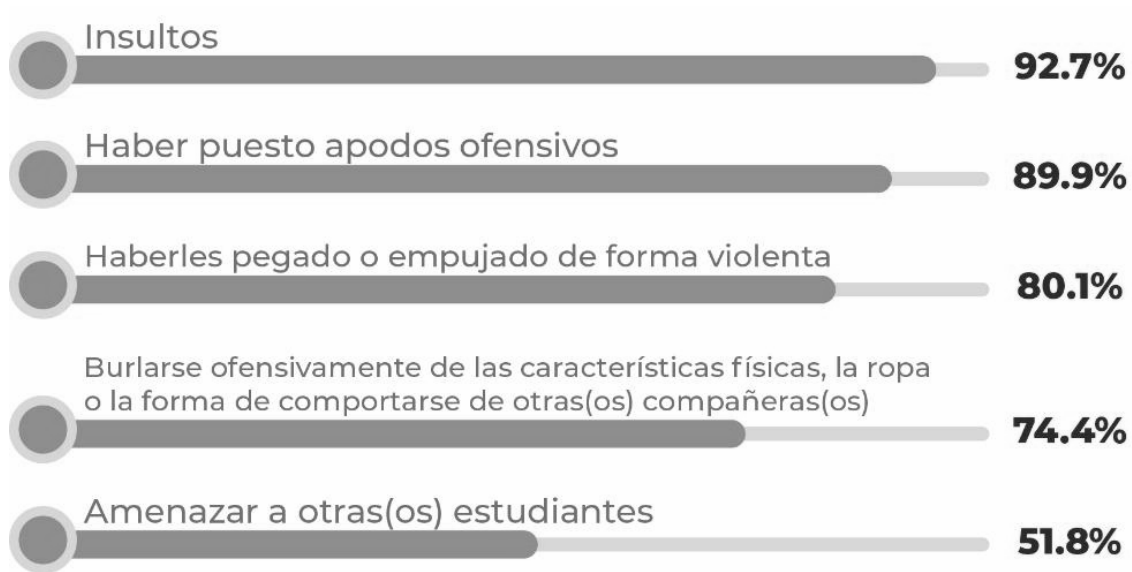 Insultos
92.7%
Haber puesto apodos ofensivos
89.9%
Haberles pegado o empujado de forma violenta
80.1%
Burlarse ofensivamente de las características físicas, la ropa
o la forma de comportarse de otras(os) compañeras(os)
74.4%
Amenazar a otras(os) estudiantes
51.8%